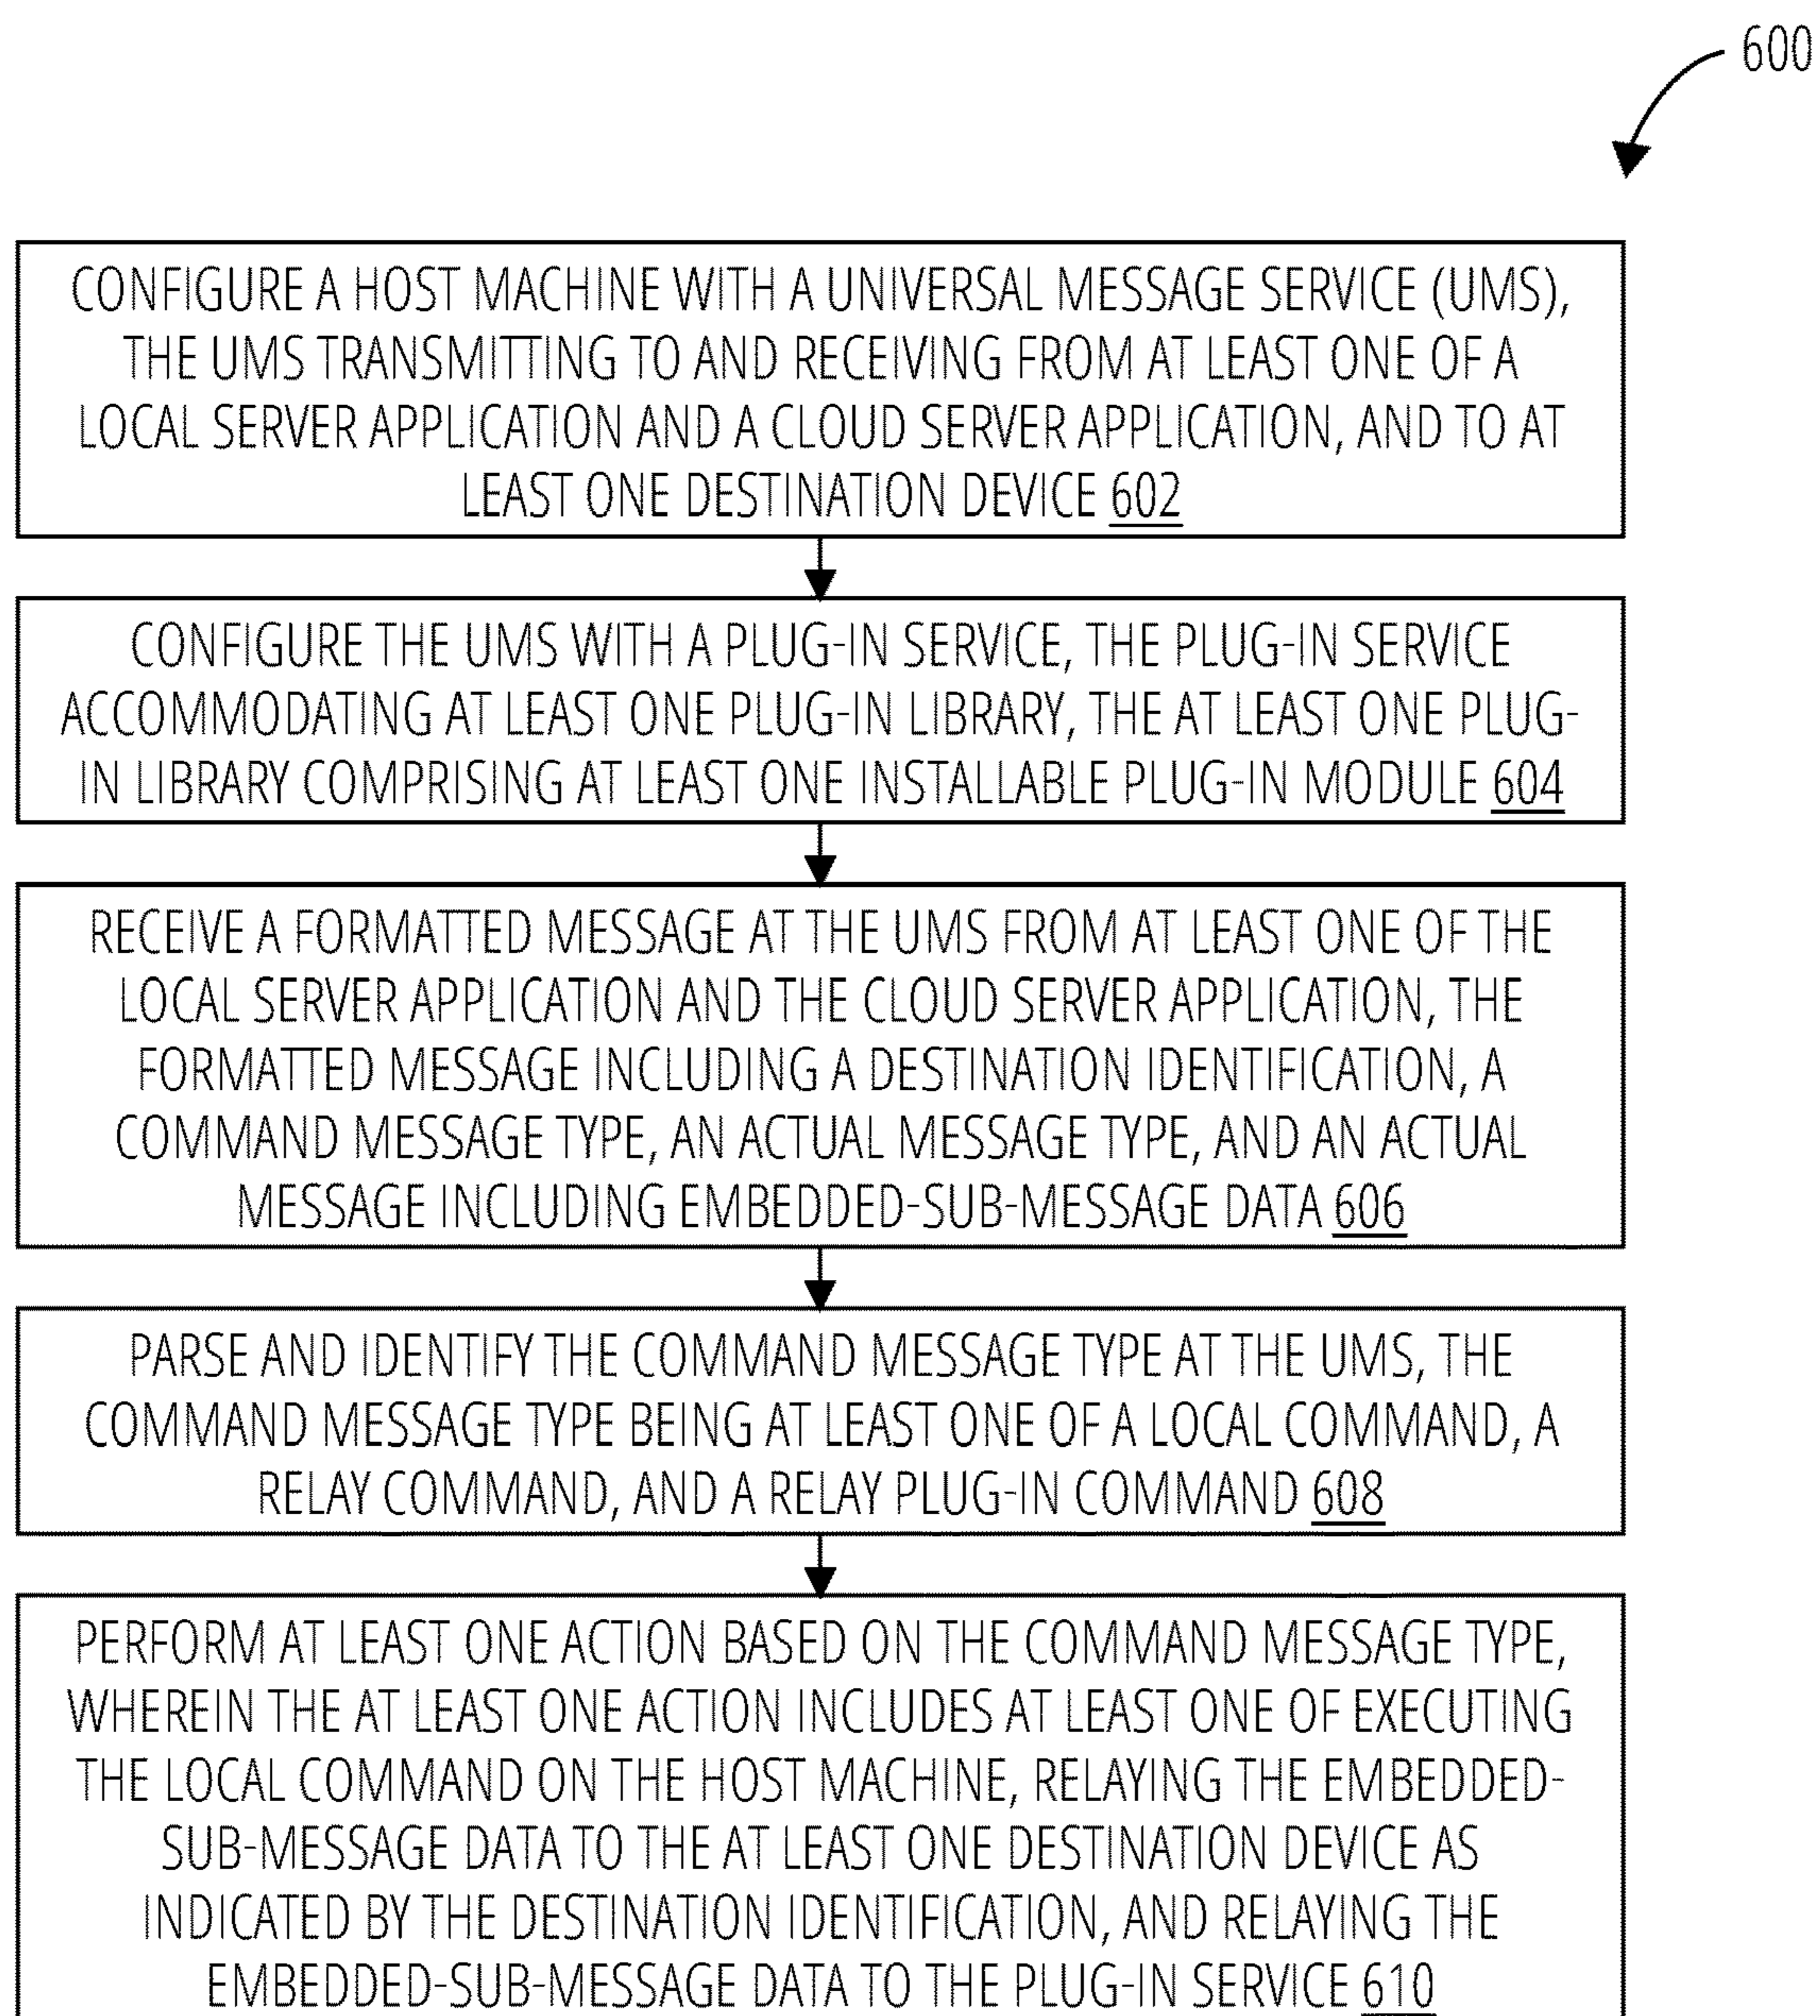 600
CONFIGURE A HOST MACHINE WITH A UNIVERSAL MESSAGE SERVICE (UMS),
THE UMS TRANSMITTING TO AND RECEIVING FROM AT LEAST ONE OF A
LOCAL SERVER APPLICATION AND A CLOUD SERVER APPLICATION, AND TO AT
LEAST ONE DESTINATION DEVICE 602
CONFIGURE THE UMS WITH A PLUG-IN SERVICE, THE PLUG-IN SERVICE
ACCOMMODATING AT LEAST ONE PLUG-IN LIBRARY, THE AT LEAST ONE PLUG-
IN LIBRARY COMPRISING AT LEAST ONE INSTALLABLE PLUG-IN MODULE 604
RECEIVE A FORMATTED MESSAGE AT THE UMS FROM AT LEAST ONE OF THE
LOCAL SERVER APPLICATION AND THE CLOUD SERVER APPLICATION, THE
FORMATTED MESSAGE INCLUDING A DESTINATION IDENTIFICATION, A
COMMAND MESSAGE TYPE, AN ACTUAL MESSAGE TYPE, AND AN ACTUAL
MESSAGE INCLUDING EMBEDDED-SUB-MESSAGE DATA 606
PARSE AND IDENTIFY THE COMMAND MESSAGE TYPE AT THE UMS, THE
COMMAND MESSAGE TYPE BEING AT LEAST ONE OF A LOCAL COMMAND, A
RELAY COMMAND, AND A RELAY PLUG-IN COMMAND 608
PERFORM AT LEAST ONE ACTION BASED ON THE COMMAND MESSAGE TYPE,
WHEREIN THE AT LEAST ONE ACTION INCLUDES AT LEAST ONE OF EXECUTING
THE LOCAL COMMAND ON THE HOST MACHINE, RELAYING THE EMBEDDED-
SUB-MESSAGE DATA TO THE AT LEAST ONE DESTINATION DEVICE AS
INDICATED BY THE DESTINATION IDENTIFICATION, AND RELAYING THE
EMBEDDED-SUB-MESSAGE DATA TO THE PLUG-IN SERVICE 610